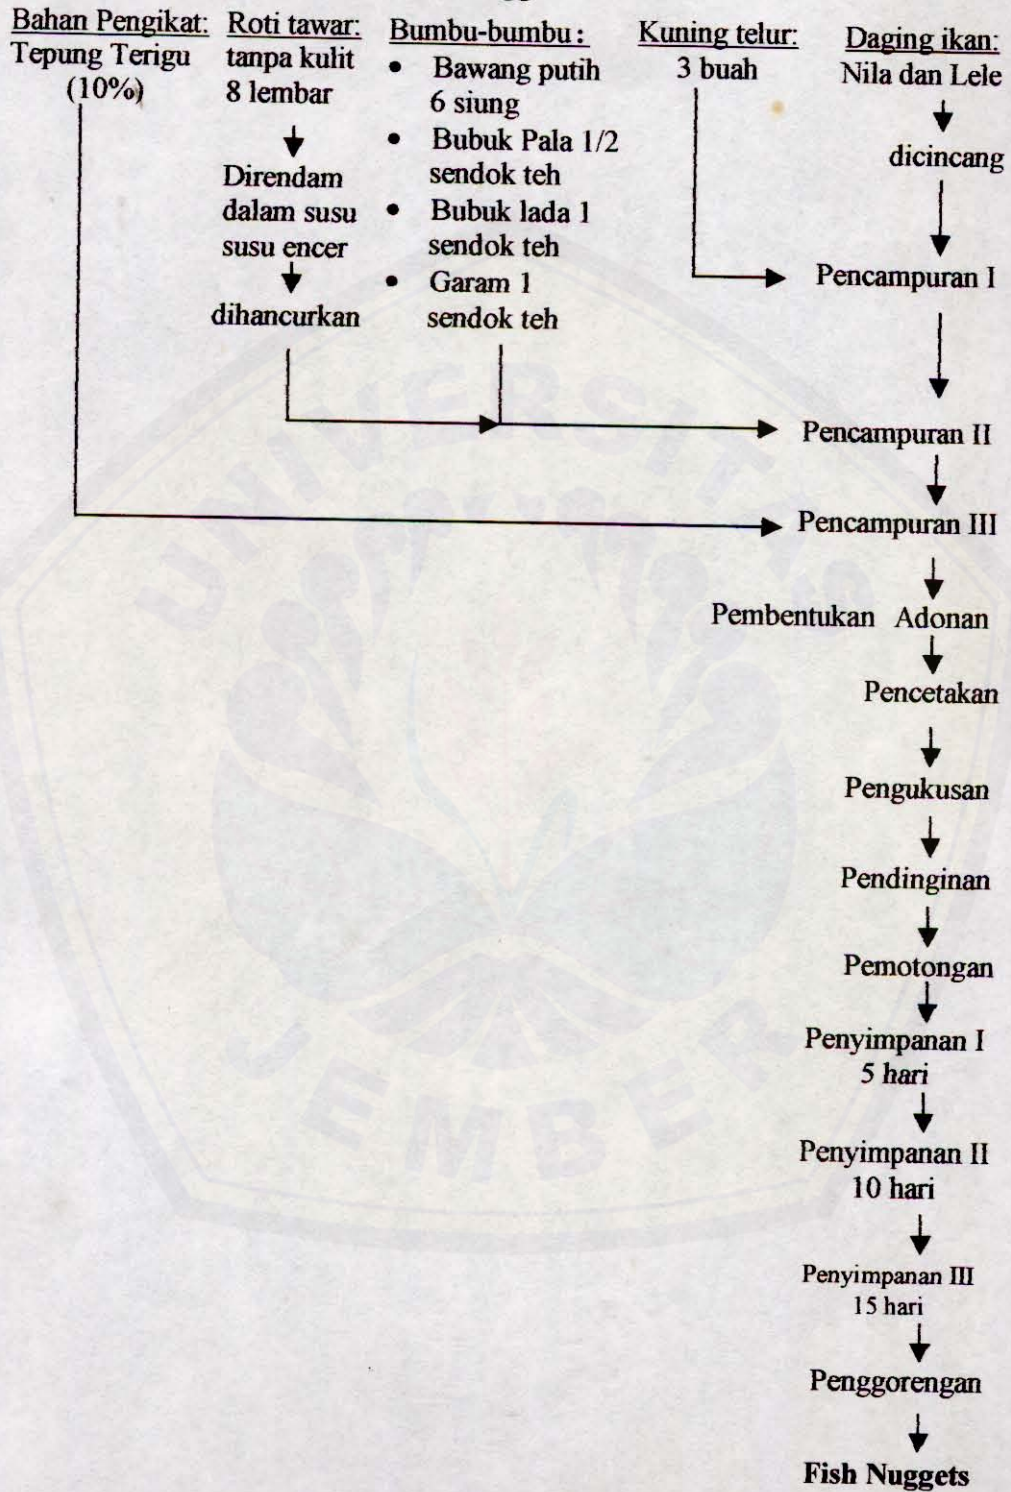 Bahan Pengikat:
Tepung Terigu
(10%)
Roti tawar:
tanpa kulit
8 lembar
Direndam
dalam susu
susu encer
dihancurkan
Bumbu-bumbu :
• Bawang putih
6 siung
• Bubuk Pala 1/2
sendok teh
• Bubuk lada 1
sendok teh
• Garam 1
sendok teh
Kuning telur:
3 buah
Daging ikan:
Nila dan Lele
dicincang
Pencampuran I
Pencampuran II
Pencampuran III
Pembentukan Adonan
Pencetakan
Pengukusan
Pendinginan
Pemotongan
Penyimpanan I
5 hari
Penyimpanan II
10 hari
Penyimpanan III
15 hari
Penggorengan
Fish Nuggets
UNIVERSITAS
JEMBER